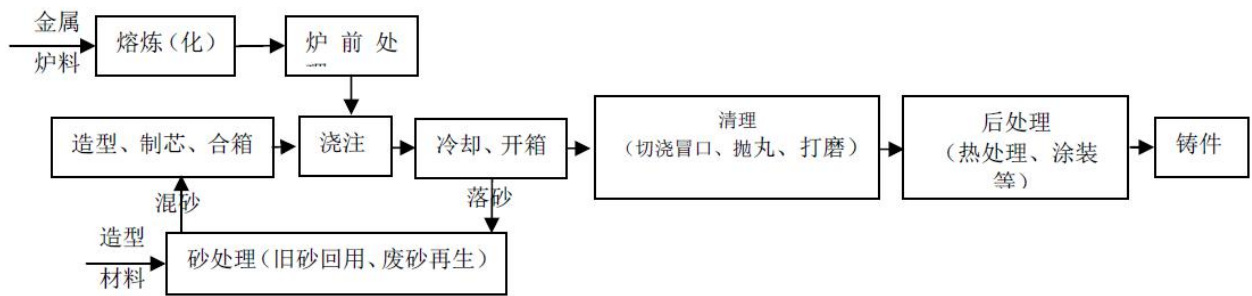 金属
炉料
熔炼（化）
炉 前 处
造型、制芯、合箱
浇注
冷却、开箱
清理
（切浇冒口、抛丸、打磨）
后处理
（热处理、涂装
等）
铸件
混砂
落砂
造型
材料
砂处理（旧砂回用、废砂再生）